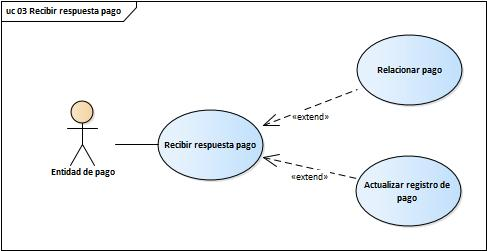 uc 03 Recibir respuesta pago
Relacionar pago
«extend»
Recibir respuesta pago
Entidad de pago
«extend»
Actualizar registro de
pago